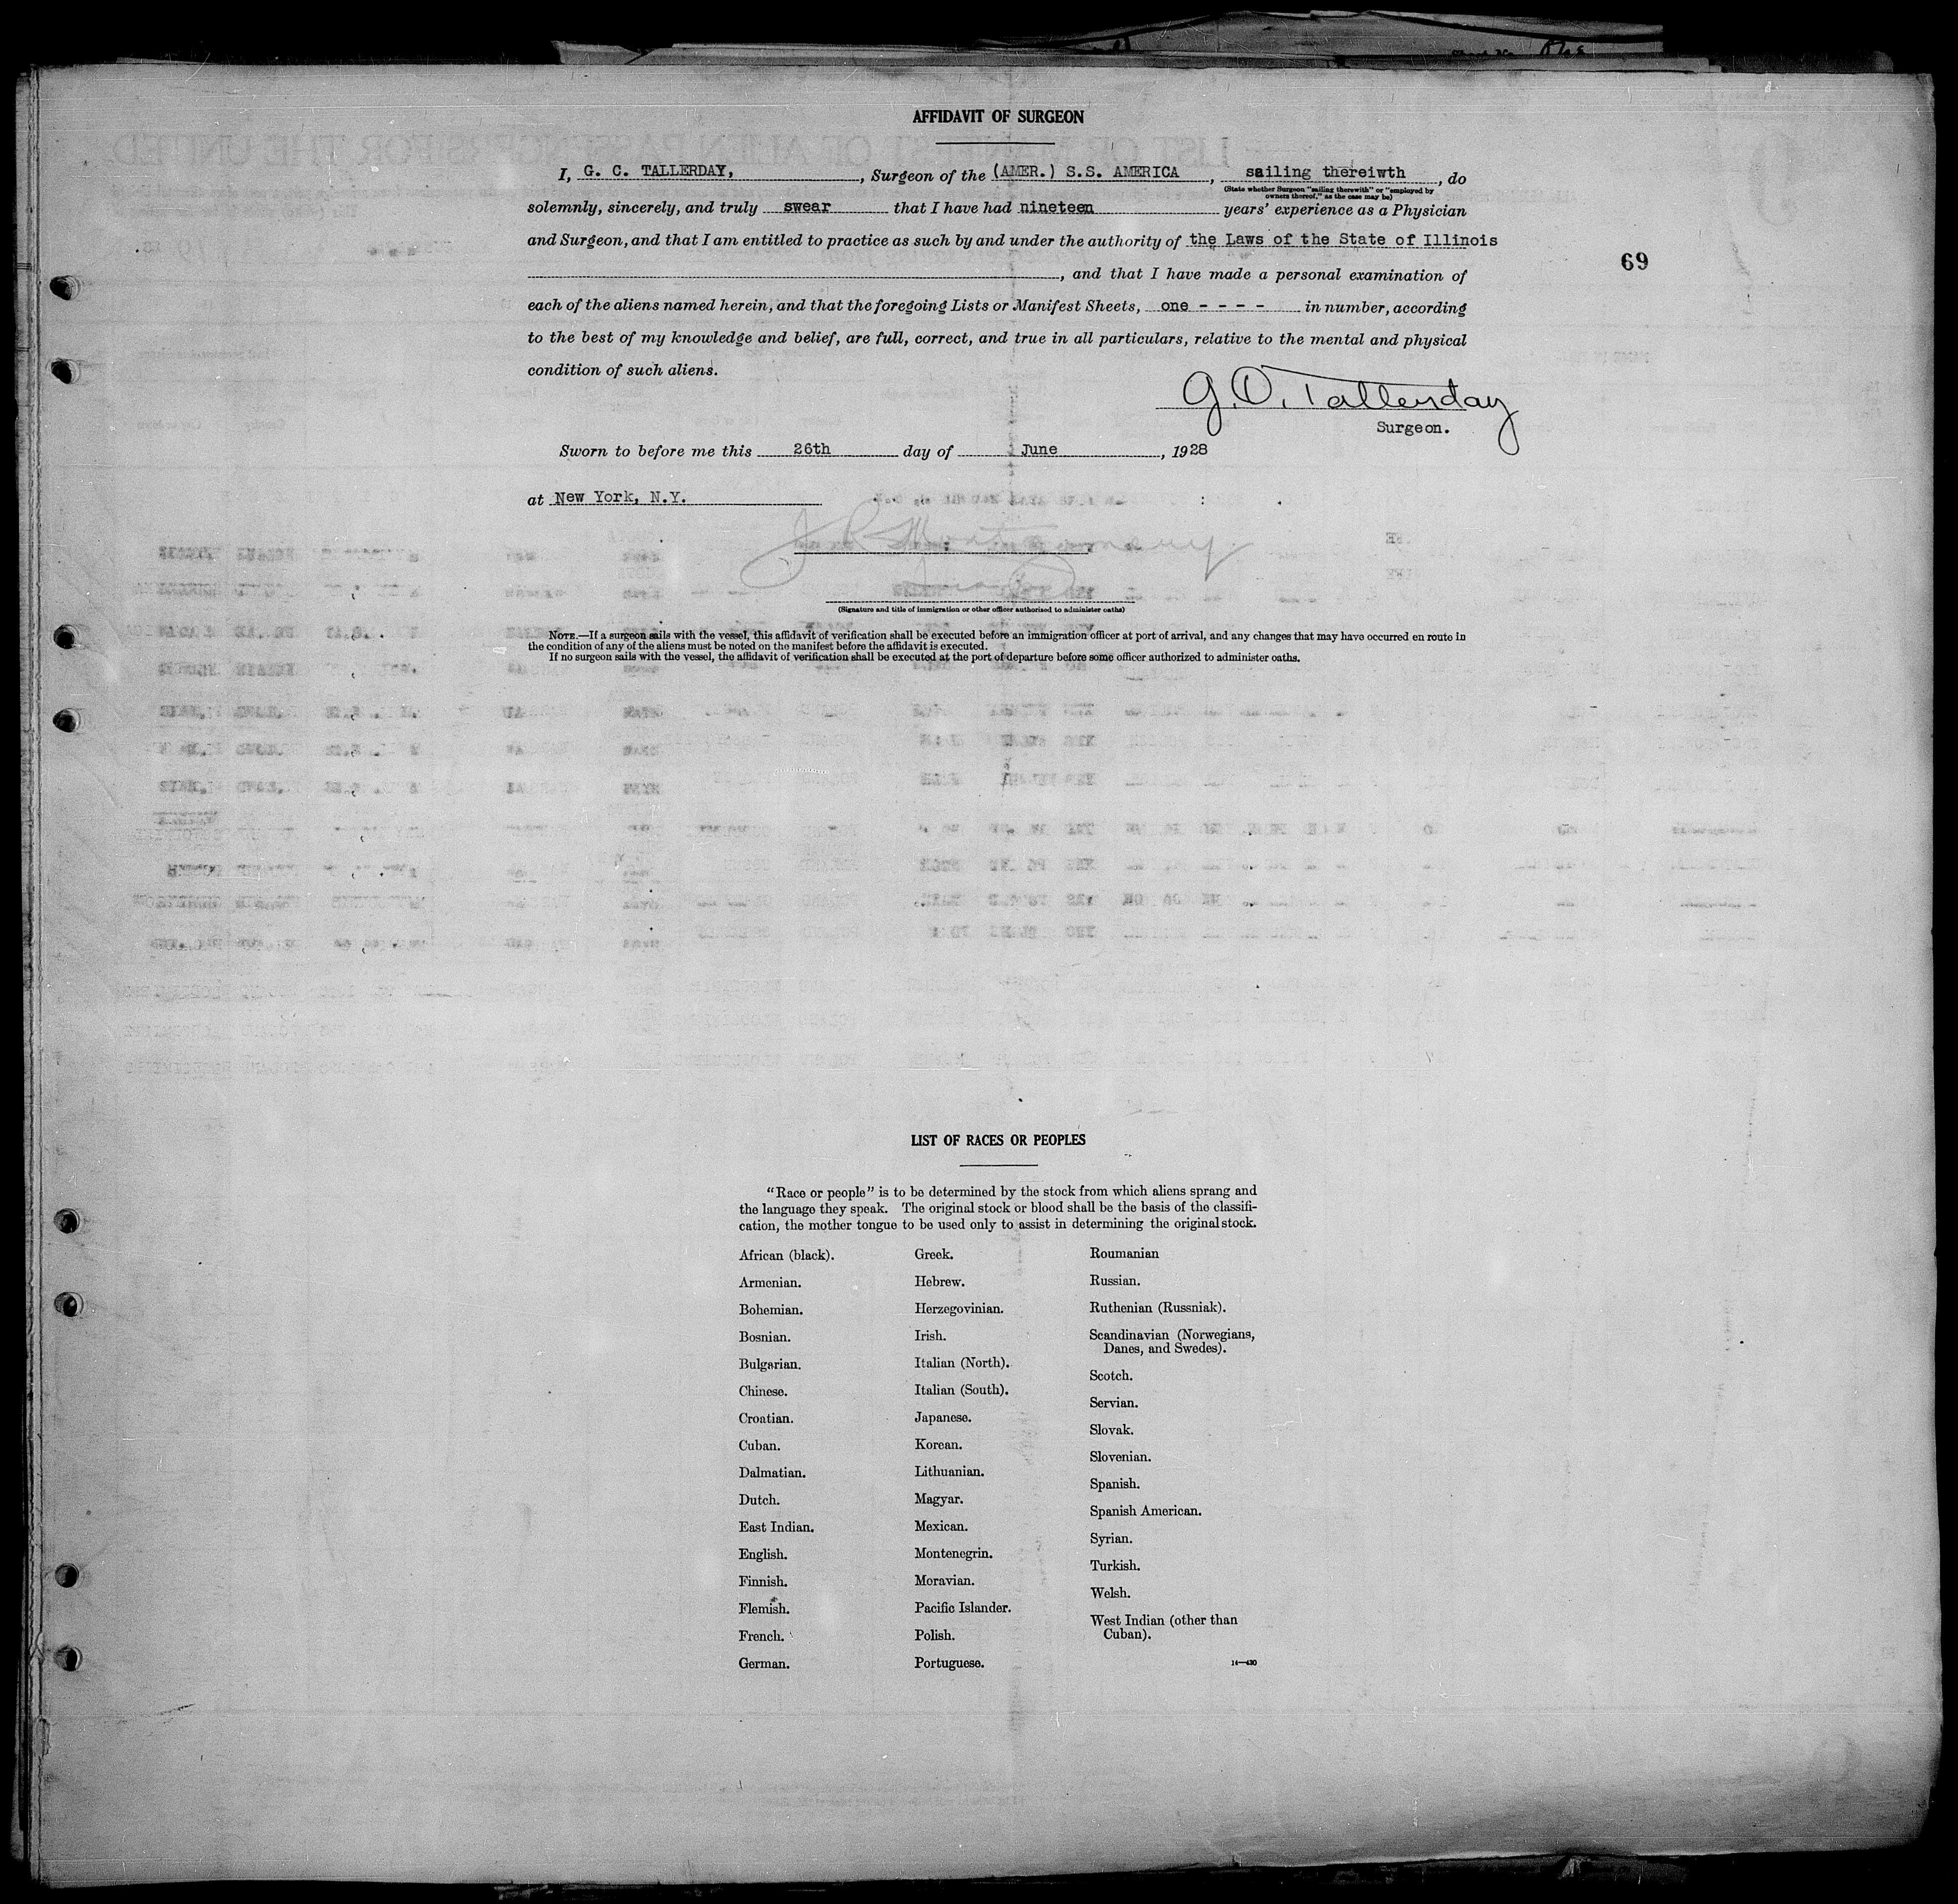 AFFIDAVIT OF SURGEON
I, G. C. TALLERDAY, , Surgeon of the (AMER.) S.S. AMERICA , sailing thereiwth , do
(State whether Surgeon "sailing therewith" or "employed by
owners thereof," as the case may be)
solemnly, sincerely, and truly swear that I have had nineteen years' experience as a Physician
and Surgeon, and that I am entitled to practice as such by and under the authority of the Laws of the State of Illinois
, and that I have made a personal examination of
69
each of the aliens named herein, and that the foregoing Lists or Manifest Sheets, one - - - - in number, according
to the best of my knowledge and belief, are full, correct, and true in all particulars, relative to the mental and physical
condition of such aliens.
G. C. Tallerday
Surgeon.
Sworn to before me this 26th day of June , 1928
at New York, N.Y.
J R Montgomery
(Signature and title of immigration or other officer authorized to administer oaths)
NOTE.—If a surgeon sails with the vessel, this affidavit of verification shall be executed before an immigration officer at port of arrival, and any changes that may have occurred en route in
the condition of any of the aliens must be noted on the manifest before the affidavit is executed.
If no surgeon sails with the vessel, the affidavit of verification shall be executed at the port of departure before some officer authorized to administer oaths.
LIST OF RACES OR PEOPLES
"Race or people" is to be determined by the stock from which aliens sprang and
the language they speak. The original stock or blood shall be the basis of the classifi-
cation, the mother tongue to be used only to assist in determining the original stock.
African (black).
Armenian.
Bohemian.
Bosnian.
Bulgarian.
Chinese.
Croatian.
Cuban.
Dalmatian.
Dutch.
East Indian.
English.
Finnish.
Flemish.
French.
German.
Greek.
Hebrew.
Herzegovinian.
Irish.
Italian (North).
Italian (South).
Japanese.
Korean.
Lithuanian.
Magyar.
Mexican.
Montenegrin.
Moravian.
Pacific Islander.
Polish.
Portuguese.
Roumanian
Russian.
Ruthenian (Russniak).
Scandinavian (Norwegians,
Danes, and Swedes).
Scotch.
Servian.
Slovak.
Slovenian.
Spanish.
Spanish American.
Syrian.
Turkish.
Welsh.
West Indian (other than
Cuban).
14—430